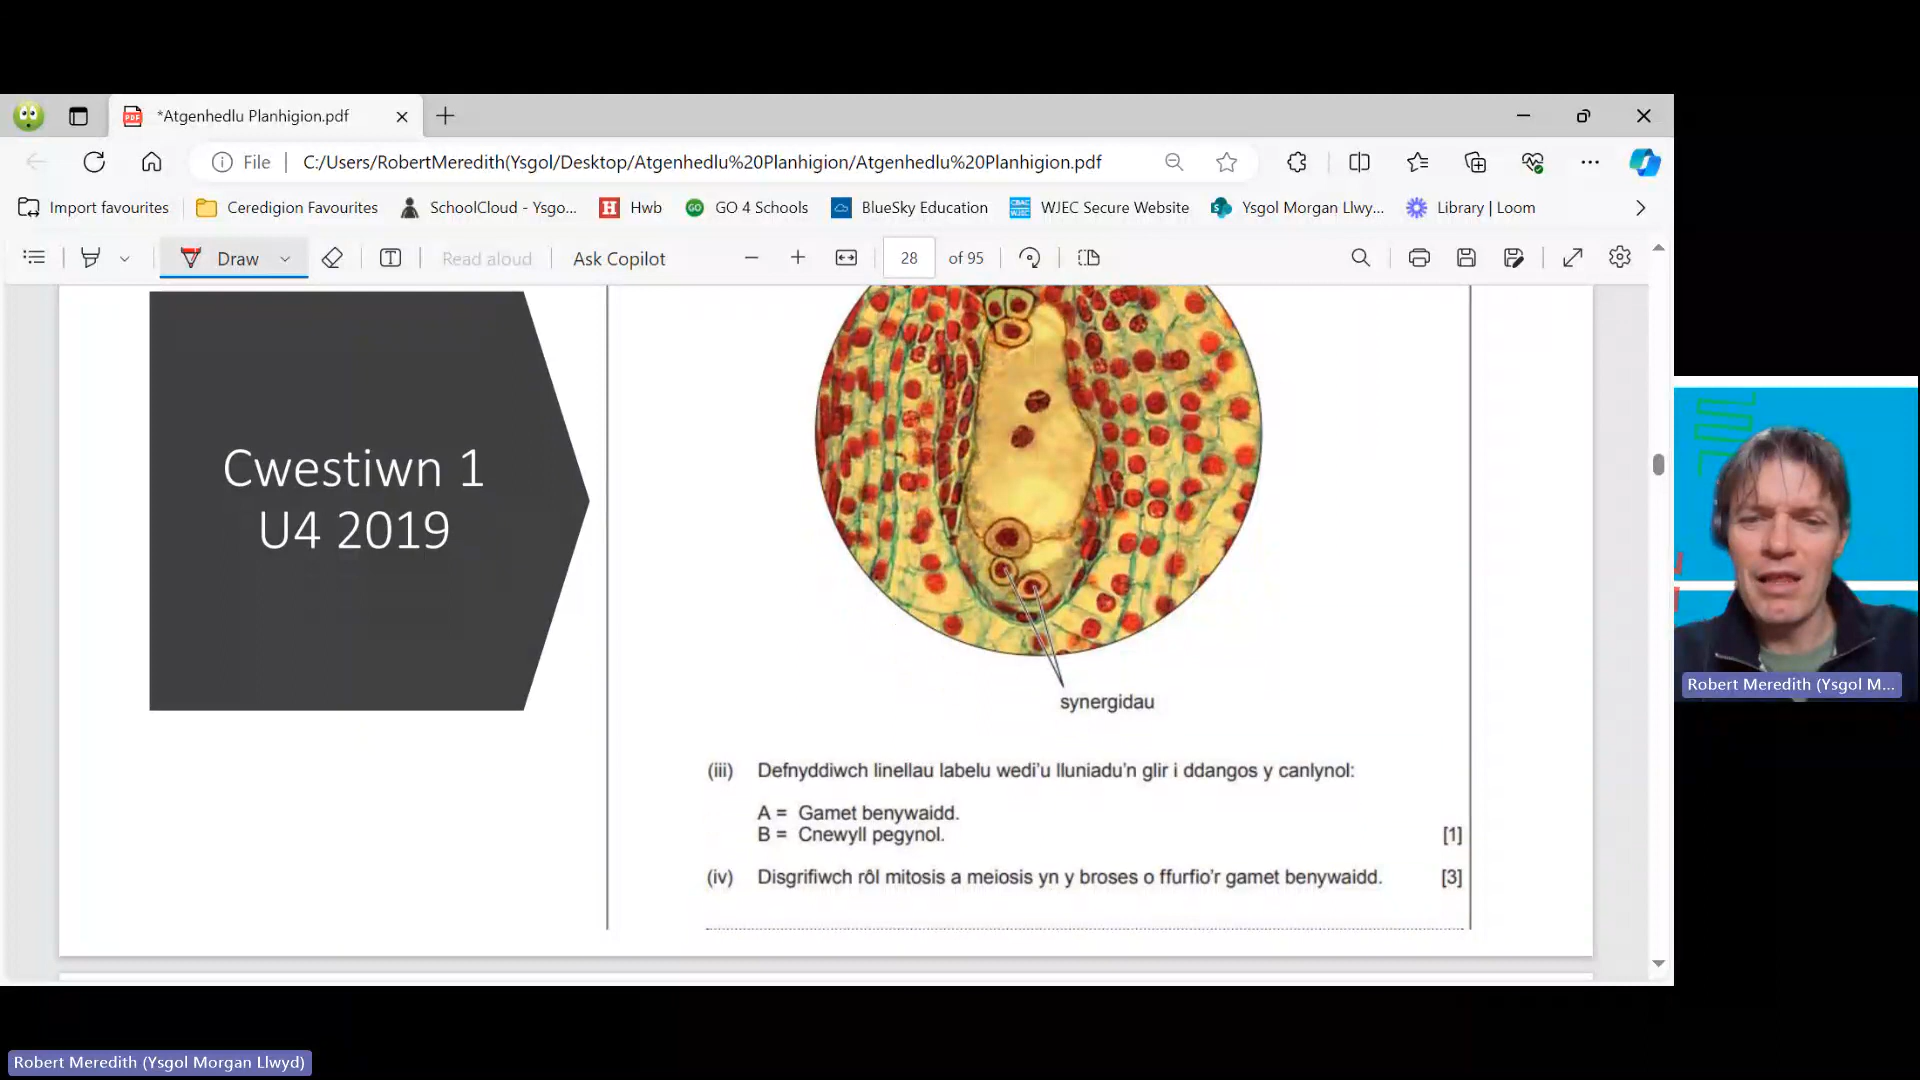 *Atgenhedlu Planhigion.pdf
File
C:/Users/RobertMeredith(Ysgol/Desktop/Atgenhedlu%20Planhigion/Atgenhedlu%20Planhigion.pdf
Import favourites
Ceredigion Favourites
SchoolCloud - Ysgo...
Hwb
GO 4 Schools
BlueSky Education
WJEC Secure Website
Ysgol Morgan Llwy...
Library | Loom
Draw
Read aloud
Ask Copilot
28 of 95
Cwestiwn 1
U4 2019
synergidau
(iii) Defnyddiwch linellau labelu wedi'u lluniadu'n glir i ddangos y canlynol:
A = Gamet benywaidd.
B = Cnewyll pegynol. [1]
(iv) Disgrifiwch rôl mitosis a meiosis yn y broses o ffurfio'r gamet benywaidd. [3]
Robert Meredith (Ysgol M...
Robert Meredith (Ysgol Morgan Llwyd)